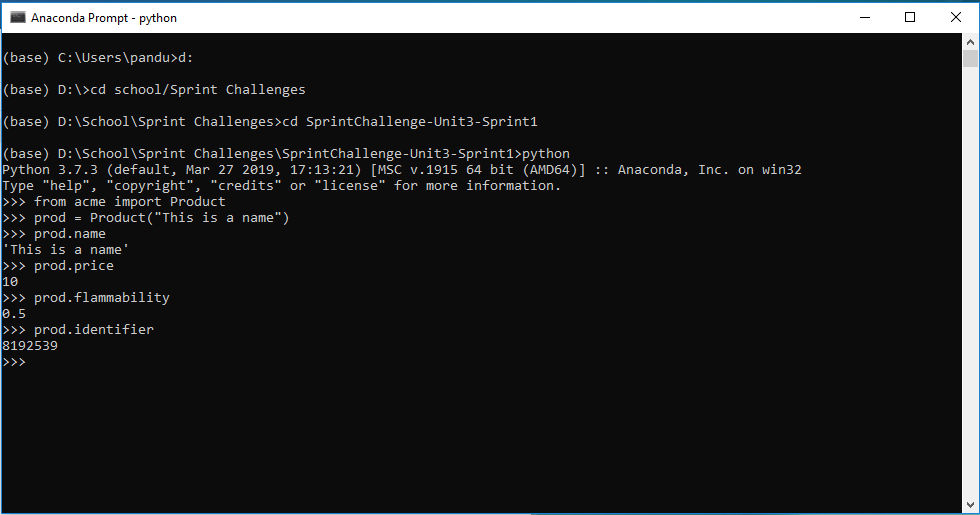 Anaconda Prompt - python
(base) C:\Users\pandu>d:
(base) D:\>cd school/Sprint Challenges
(base) D:\School\Sprint Challenges>cd SprintChallenge-Unit3-Sprint1
(base) D:\School\Sprint Challenges\SprintChallenge-Unit3-Sprint1>python
Python 3.7.3 (default, Mar 27 2019, 17:13:21) [MSC v.1915 64 bit (AMD64)] :: Anaconda, Inc. on win32
Type "help", "copyright", "credits" or "license" for more information.
>>> from acme import Product
>>> prod = Product("This is a name")
>>> prod.name
'This is a name'
>>> prod.price
10
>>> prod.flammability
0.5
>>> prod.identifier
8192539
>>>